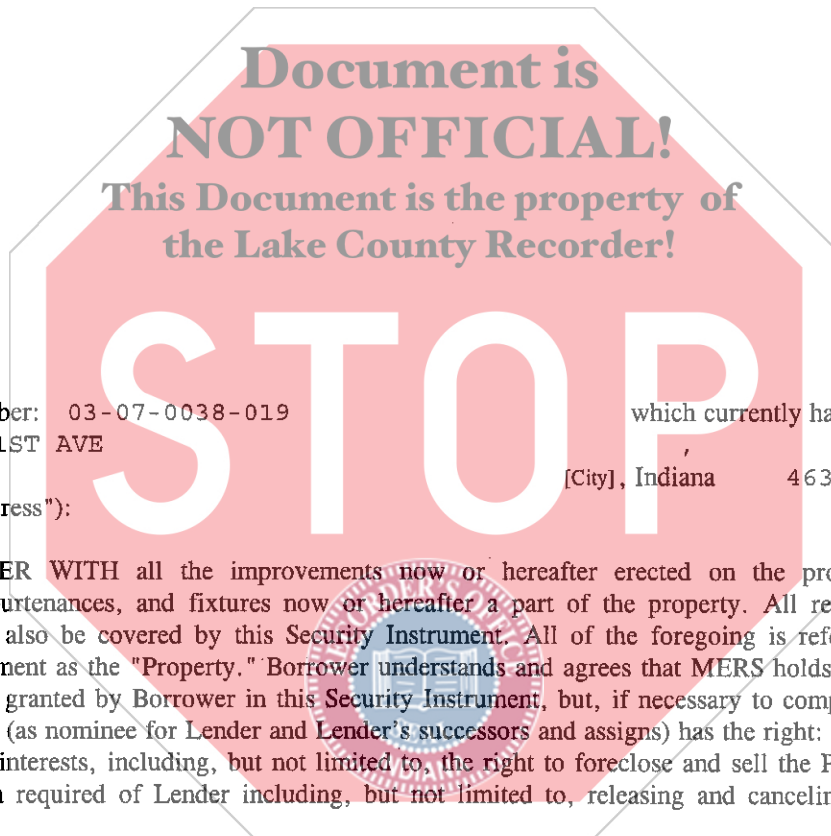 Document is
NOT OFFICIAL!
This Document is the property of
the Lake County Recorder!
STOP
ber: 03-07-0038-019 which currently ha
1ST AVE ,
[City], Indiana 463
ress"):
ER WITH all the improvements now or hereafter erected on the pro
urtenances, and fixtures now or hereafter a part of the property. All re
also be covered by this Security Instrument. All of the foregoing is refe
ment as the "Property." Borrower understands and agrees that MERS holds
granted by Borrower in this Security Instrument, but, if necessary to comp
(as nominee for Lender and Lender's successors and assigns) has the right:
interests, including, but not limited to, the right to foreclose and sell the P
required of Lender including, but not limited to, releasing and cancelin